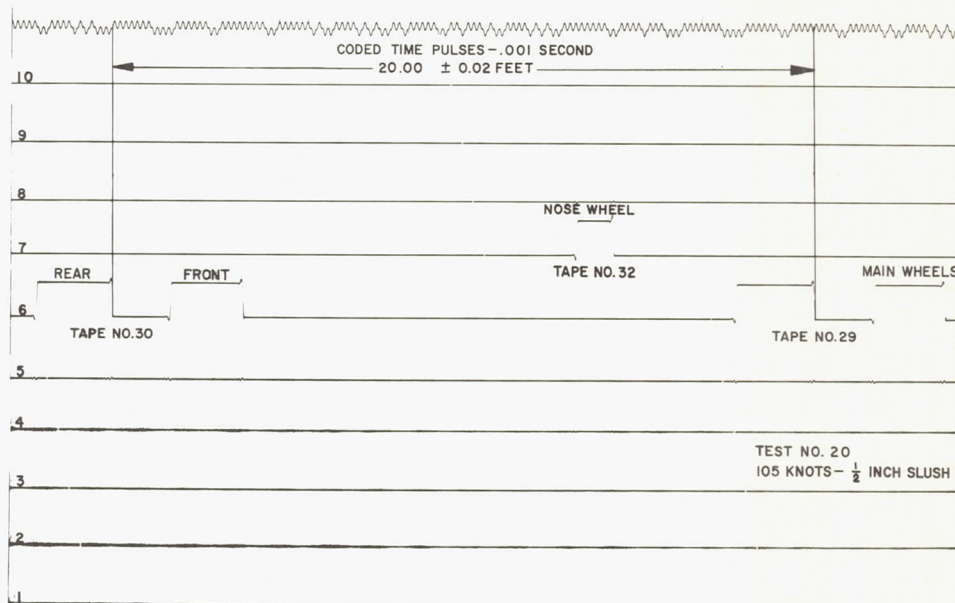 CODED TIME PULSES-.001 SECOND
20.00 ± 0.02 FEET
10
9
8
NOSE WHEEL
7
REAR
FRONT
TAPE NO.32
MAIN WHEELS
6
TAPE NO.30
TAPE NO.29
5
4
TEST NO. 20
105 KNOTS- 1/2 INCH SLUSH
3
2
1